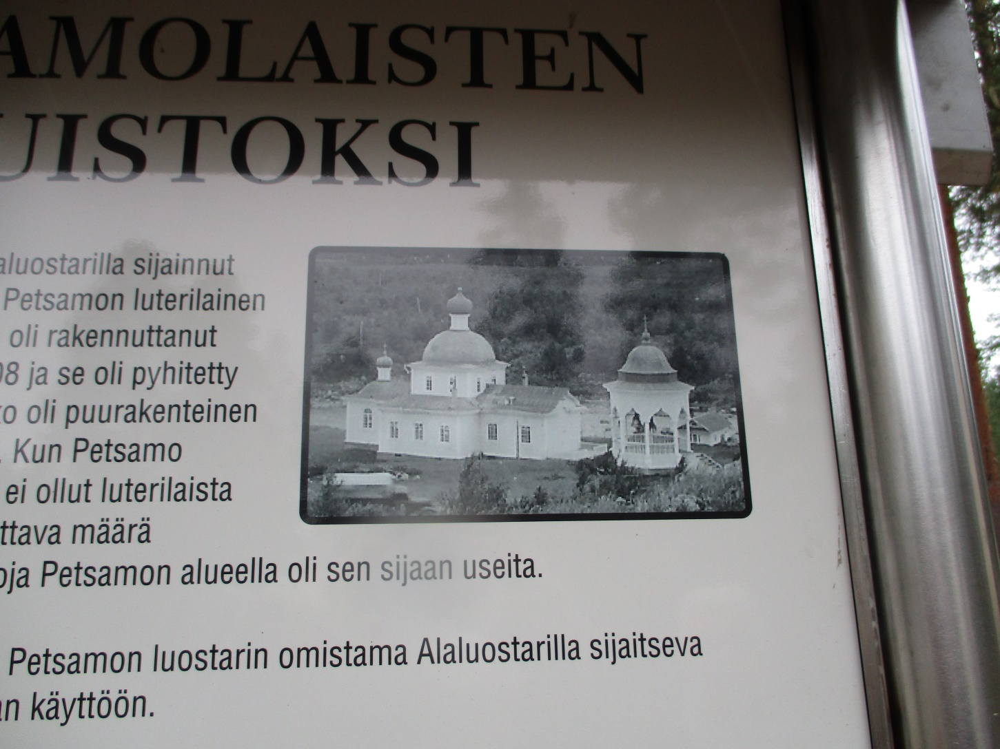 AMOLAISTEN
UISTOKSI
aluostarilla sijainnut
Petsamon luterilainen
oli rakennuttanut
08 ja se oli pyhitetty
ko oli puurakenteinen
. Kun Petsamo
ei ollut luterilaista
ttava määrä
oja Petsamon alueella oli sen sijaan useita.
Petsamon luostarin omistama Alaluostarilla sijaitseva
an käyttöön.